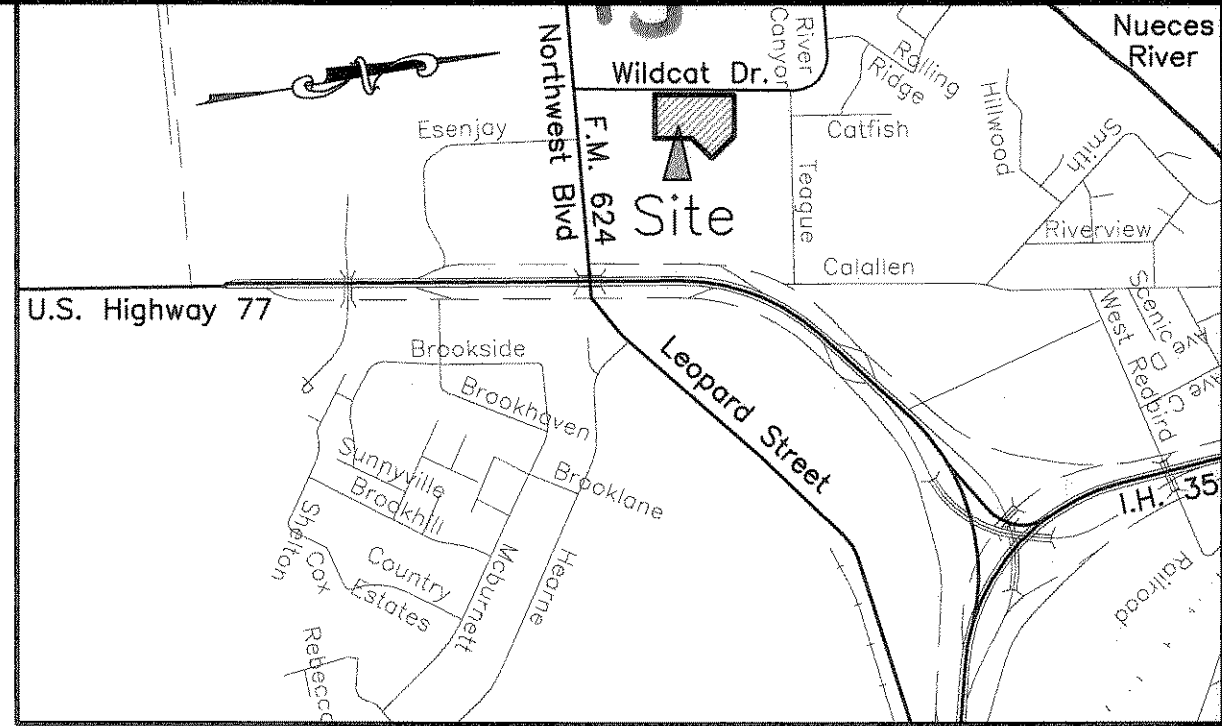 Nueces
River
River
Canyon
Rolling
Ridge
Wildcat Dr.
Hillwood
Smith
Northwest Blvd
F.M. 624
Esenjay
Catfish
Teague
Site
Riverview
Calallen
U.S. Highway 77
Scenic D
Ave
Ave C
West Redbird
Brookside
Leopard Street
Brookhaven
Sunnyville
Brooklane
Brookhill
I.H. 35
Shelton
Cox
Country
Estates
McBurnett
Hearne
Railroad
Rebecca